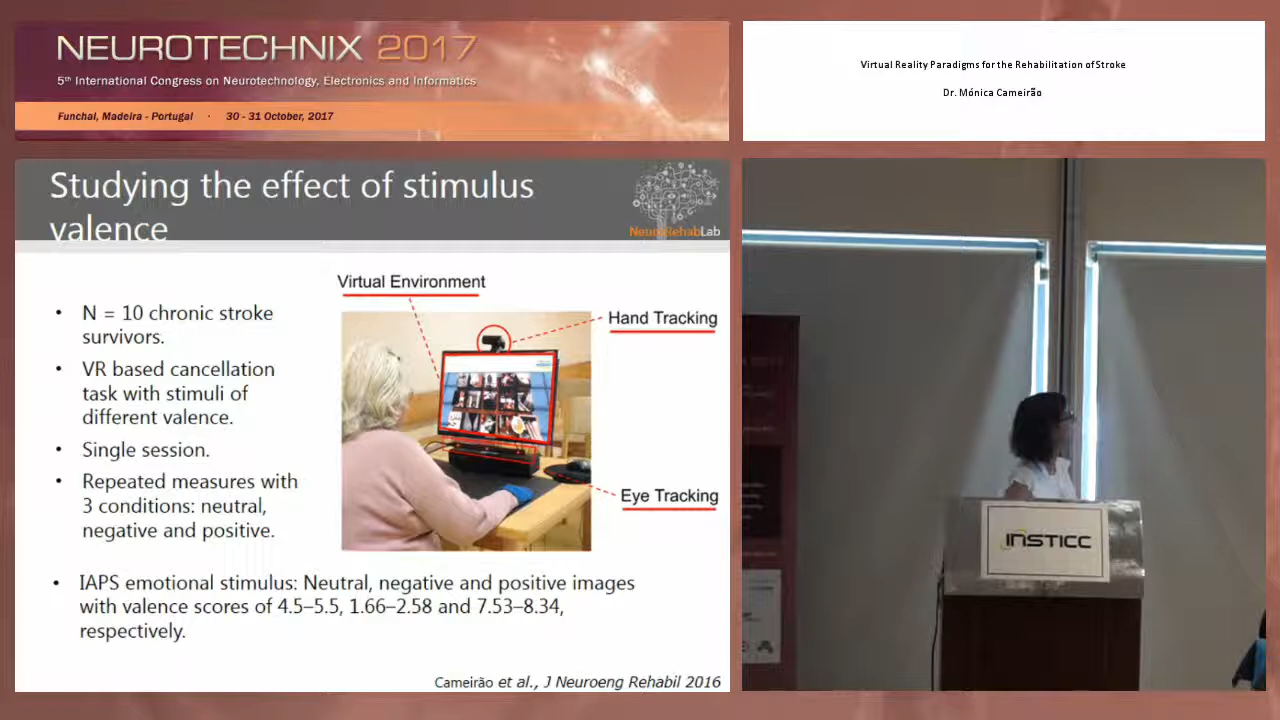 NEUROTECHNIX 2017
5th International Congress on Neurotechnology, Electronics and Informatics
Funchal, Madeira - Portugal · 30 - 31 October, 2017
Virtual Reality Paradigms for the Rehabilitation of Stroke
Dr. Mónica Cameirão
Studying the effect of stimulus
valence
NeuroRehabLab
Virtual Environment
Hand Tracking
• N = 10 chronic stroke
survivors.
• VR based cancellation
task with stimuli of
different valence.
• Single session.
• Repeated measures with
3 conditions: neutral,
negative and positive.
Eye Tracking
• IAPS emotional stimulus: Neutral, negative and positive images
with valence scores of 4.5–5.5, 1.66–2.58 and 7.53–8.34,
respectively.
Cameirão et al., J Neuroeng Rehabil 2016
INSTICC